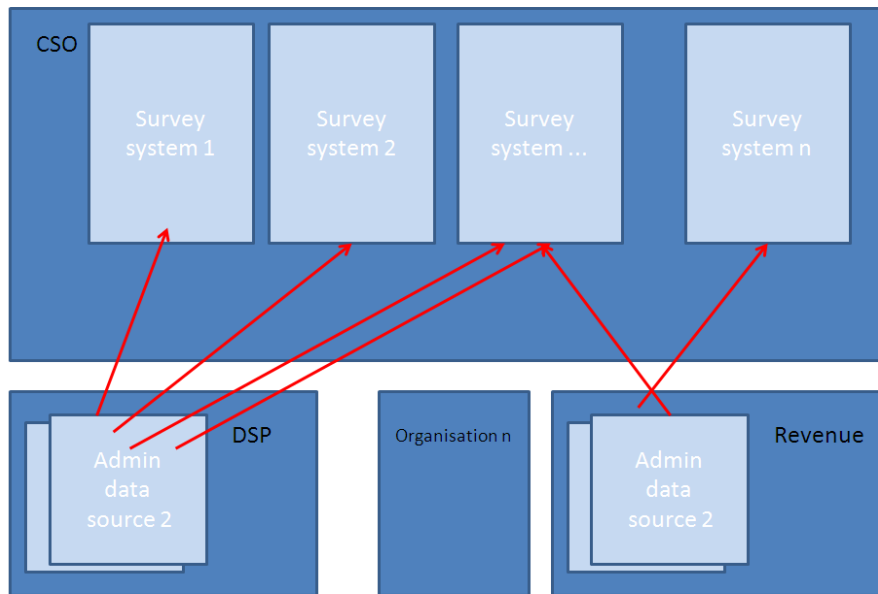 CSO
Survey
system 1
Survey
system 2
Survey
system ...
Survey
system n
DSP
Admin
data
source 2
Organisation n
Revenue
Admin
data
source 2